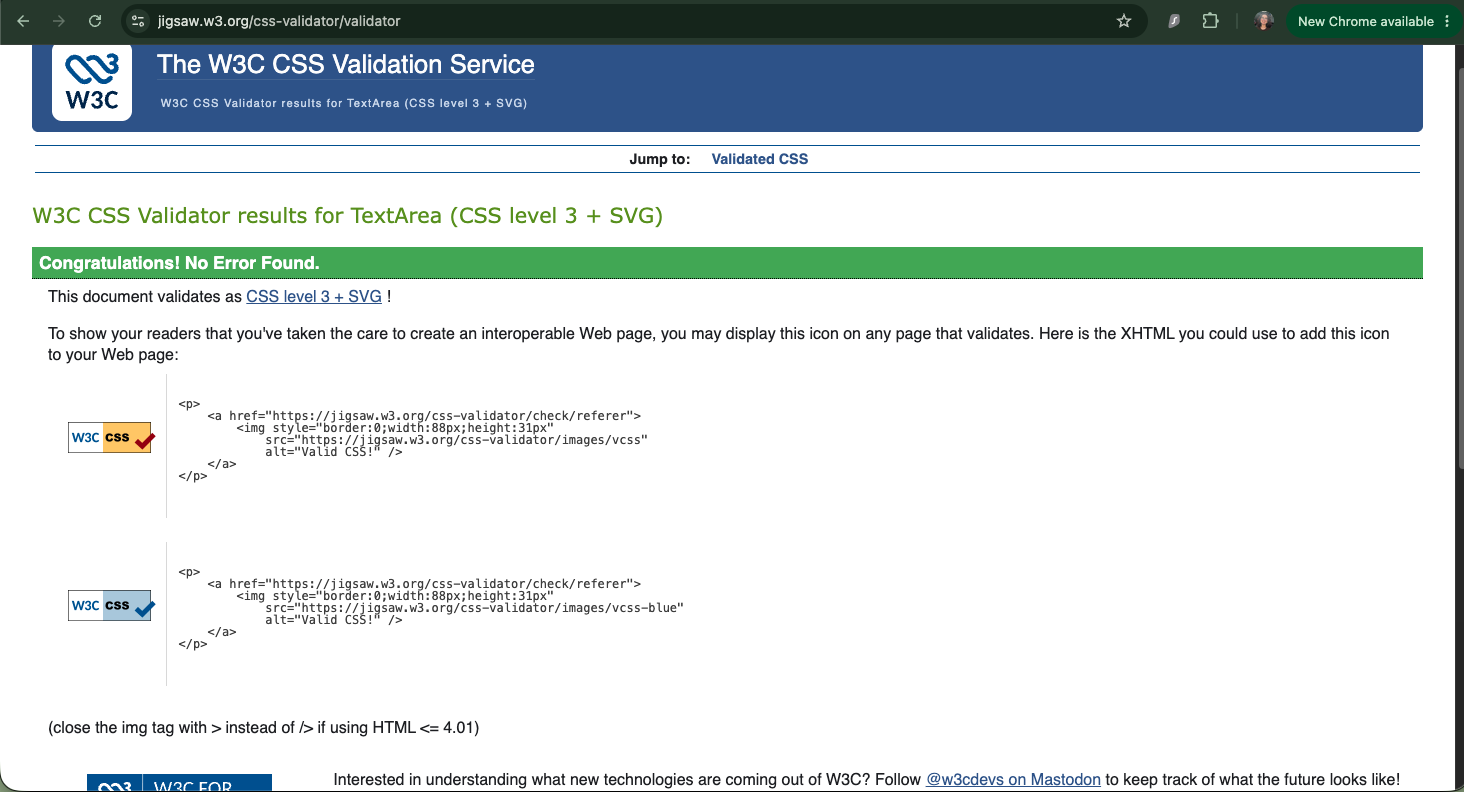 jigsaw.w3.org/css-validator/validator
New Chrome available
W3C
The W3C CSS Validation Service
W3C CSS Validator results for TextArea (CSS level 3 + SVG)
Jump to: Validated CSS
W3C CSS Validator results for TextArea (CSS level 3 + SVG)
Congratulations! No Error Found.
This document validates as CSS level 3 + SVG !
To show your readers that you've taken the care to create an interoperable Web page, you may display this icon on any page that validates. Here is the XHTML you could use to add this icon
to your Web page:
W3C css
<p>
<a href="https://jigsaw.w3.org/css-validator/check/referer">
<img style="border:0;width:88px;height:31px"
src="https://jigsaw.w3.org/css-validator/images/vcss"
alt="Valid CSS!" />
</a>
</p>
W3C css
<p>
<a href="https://jigsaw.w3.org/css-validator/check/referer">
<img style="border:0;width:88px;height:31px"
src="https://jigsaw.w3.org/css-validator/images/vcss-blue"
alt="Valid CSS!" />
</a>
</p>
(close the img tag with > instead of /> if using HTML <= 4.01)
W3C FOR
Interested in understanding what new technologies are coming out of W3C? Follow @w3cdevs on Mastodon to keep track of what the future looks like!